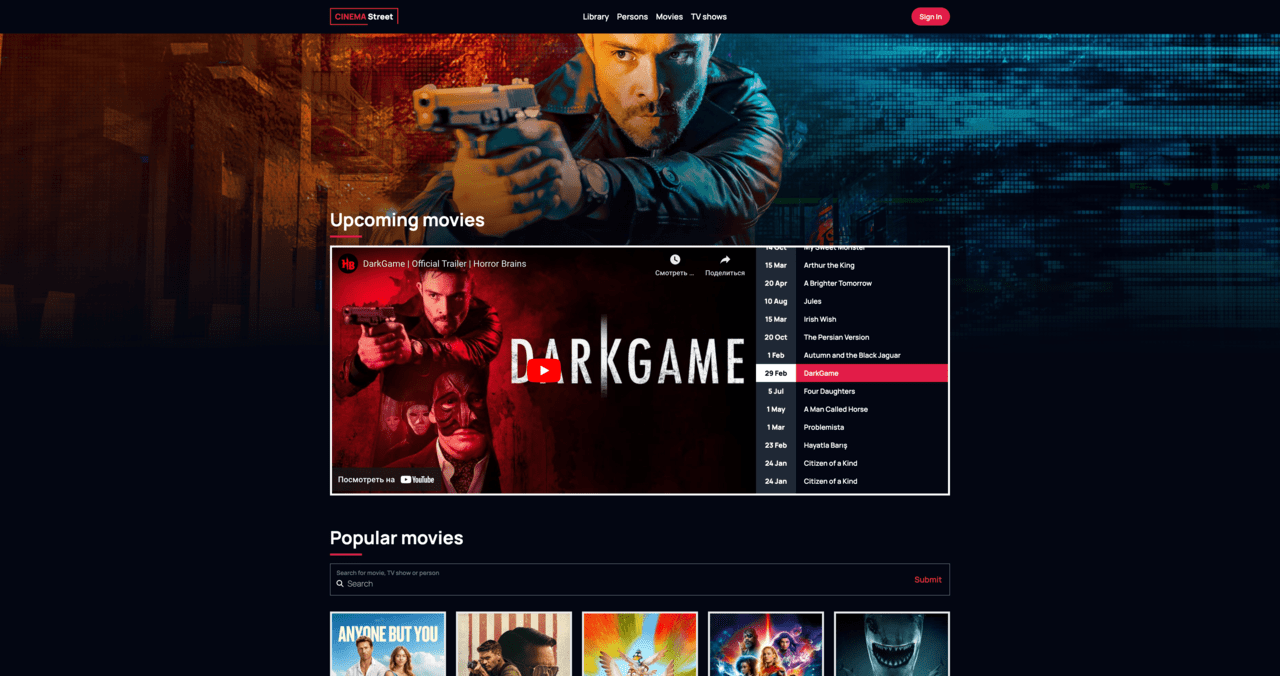 CINEMA Street
Library Persons Movies TV shows
Sign In
Upcoming movies
HB
DarkGame | Official Trailer | Horror Brains
Смотреть ...
Поделиться
DARKGAME
Посмотреть на YouTube
14 Oct My Sweet Monster
15 Mar Arthur the King
20 Apr A Brighter Tomorrow
10 Aug Jules
15 Mar Irish Wish
20 Oct The Persian Version
1 Feb Autumn and the Black Jaguar
29 Feb DarkGame
5 Jul Four Daughters
1 May A Man Called Horse
1 Mar Problemista
23 Feb Hayatla Barış
24 Jan Citizen of a Kind
24 Jan Citizen of a Kind
Popular movies
Search for movie, TV show or person
Search
Submit
ANYONE BUT YOU